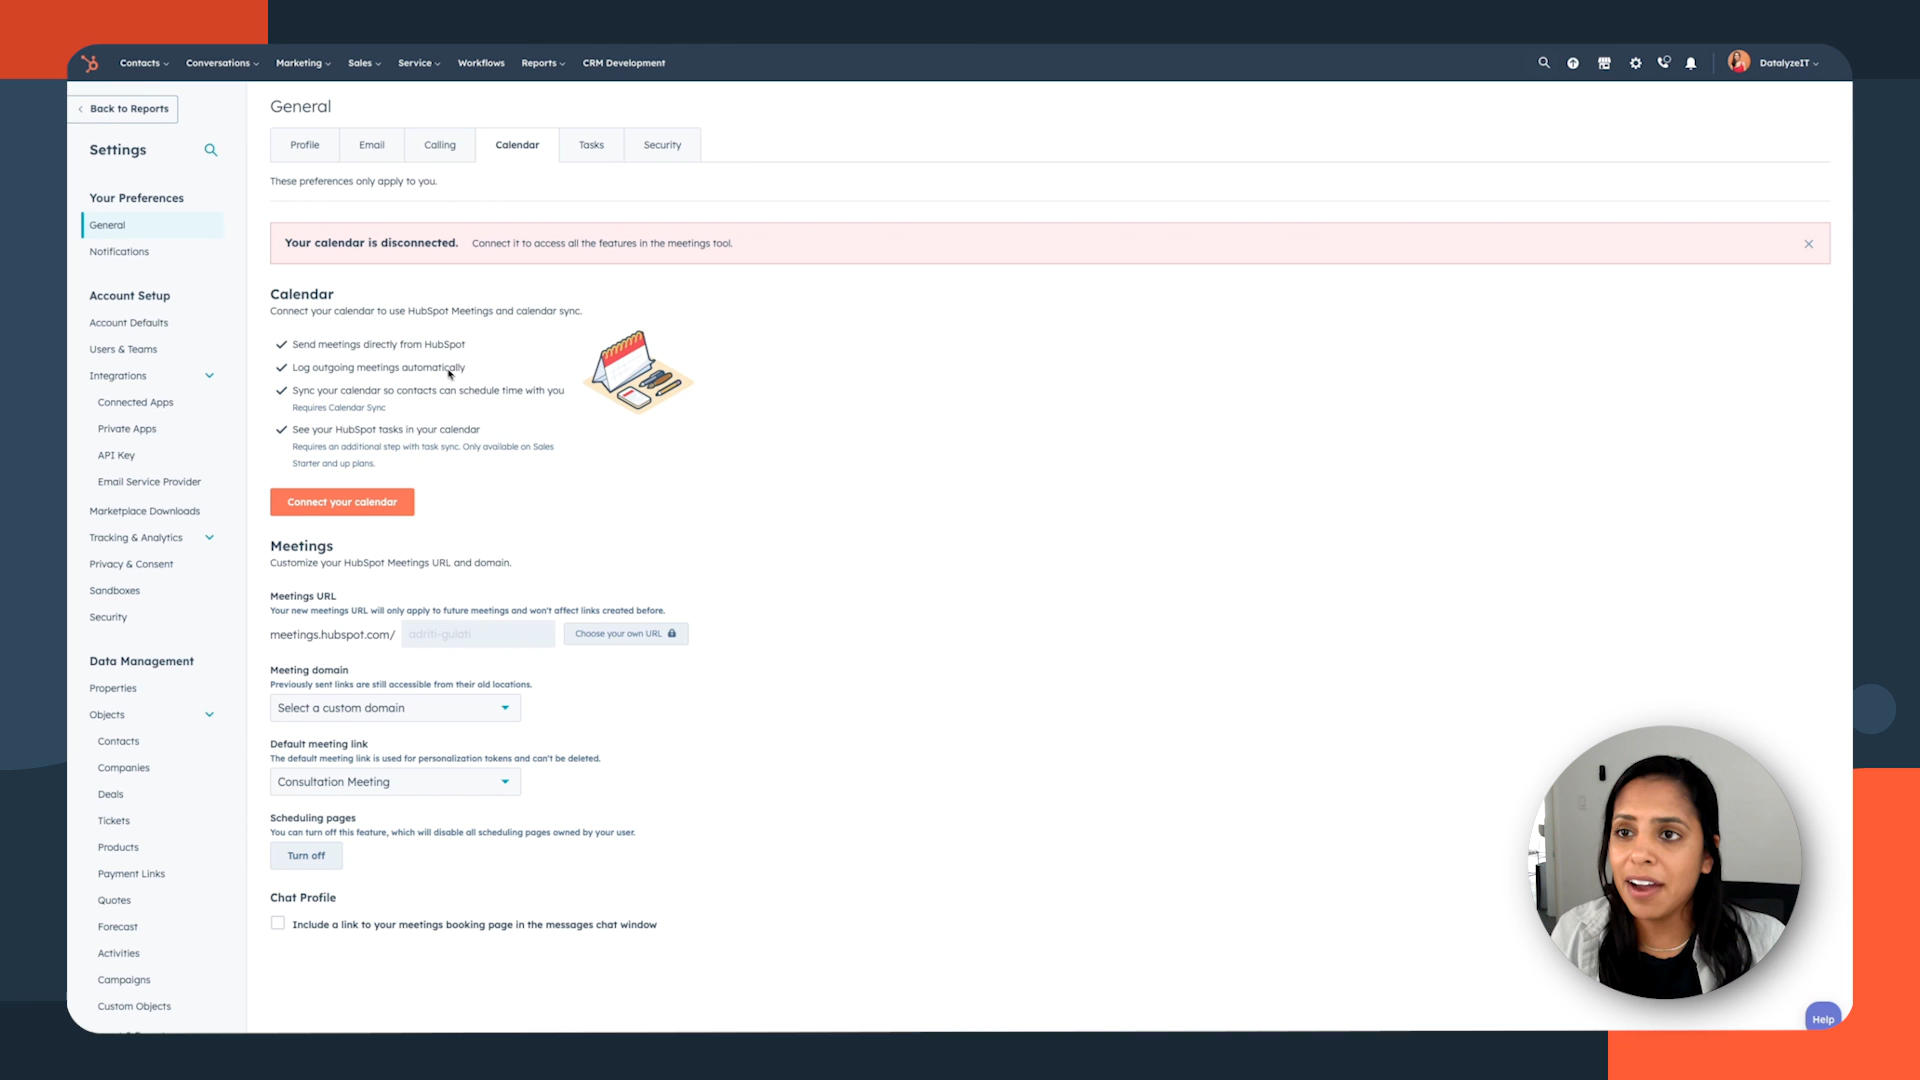 Contacts
Conversations
Marketing
Sales
Service
Workflows
Reports
CRM Development
DatalyzeIT
Back to Reports
Settings
Your Preferences
General
Notifications
Account Setup
Account Defaults
Users & Teams
Integrations
Connected Apps
Private Apps
API Key
Email Service Provider
Marketplace Downloads
Tracking & Analytics
Privacy & Consent
Sandboxes
Security
Data Management
Properties
Objects
Contacts
Companies
Deals
Tickets
Products
Payment Links
Quotes
Forecast
Activities
Campaigns
Custom Objects
General
Profile
Email
Calling
Calendar
Tasks
Security
These preferences only apply to you.
Your calendar is disconnected. Connect it to access all the features in the meetings tool.
Calendar
Connect your calendar to use HubSpot Meetings and calendar sync.
Send meetings directly from HubSpot
Log outgoing meetings automatically
Sync your calendar so contacts can schedule time with you
Requires Calendar Sync
See your HubSpot tasks in your calendar
Requires an additional step with task sync. Only available on Sales
Starter and up plans.
Connect your calendar
Meetings
Customize your HubSpot Meetings URL and domain.
Meetings URL
Your new meetings URL will only apply to future meetings and won't affect links created before.
meetings.hubspot.com/ adriti-gulati Choose your own URL
Meeting domain
Previously sent links are still accessible from their old locations.
Select a custom domain
Default meeting link
The default meeting link is used for personalization tokens and can't be deleted.
Consultation Meeting
Scheduling pages
You can turn off this feature, which will disable all scheduling pages owned by your user.
Turn off
Chat Profile
Include a link to your meetings booking page in the messages chat window
Help